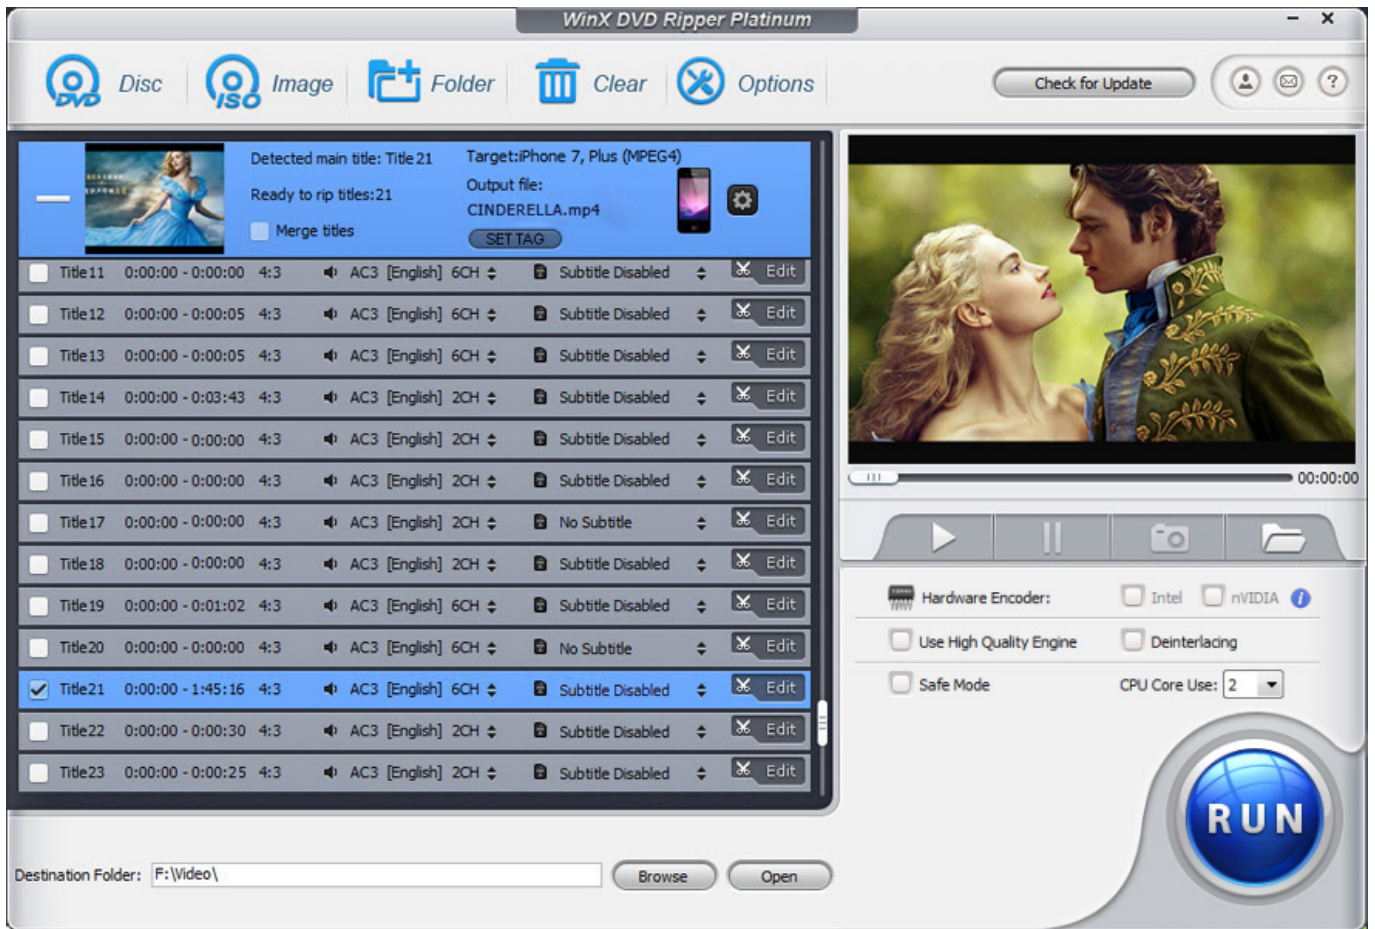 WinX DVD Ripper Platinum
DVD Disc ISO Image Folder Clear Options Check for Update ?
Detected main title: Title 21
Ready to rip titles:21
Merge titles
Target:iPhone 7, Plus (MPEG4)
Output file:
CINDERELLA.mp4
SET TAG
Title11 0:00:00 - 0:00:00 4:3 AC3 [English] 6CH Subtitle Disabled Edit
Title12 0:00:00 - 0:00:05 4:3 AC3 [English] 6CH Subtitle Disabled Edit
Title13 0:00:00 - 0:00:05 4:3 AC3 [English] 6CH Subtitle Disabled Edit
Title14 0:00:00 - 0:03:43 4:3 AC3 [English] 2CH Subtitle Disabled Edit
Title15 0:00:00 - 0:00:00 4:3 AC3 [English] 2CH Subtitle Disabled Edit
Title16 0:00:00 - 0:00:00 4:3 AC3 [English] 2CH Subtitle Disabled Edit
Title17 0:00:00 - 0:00:00 4:3 AC3 [English] 2CH No Subtitle Edit
Title18 0:00:00 - 0:00:00 4:3 AC3 [English] 2CH Subtitle Disabled Edit
Title19 0:00:00 - 0:01:02 4:3 AC3 [English] 6CH Subtitle Disabled Edit
Title20 0:00:00 - 0:00:00 4:3 AC3 [English] 6CH No Subtitle Edit
Title21 0:00:00 - 1:45:16 4:3 AC3 [English] 6CH Subtitle Disabled Edit
Title22 0:00:00 - 0:00:30 4:3 AC3 [English] 2CH Subtitle Disabled Edit
Title23 0:00:00 - 0:00:25 4:3 AC3 [English] 2CH Subtitle Disabled Edit
00:00:00
Hardware Encoder: Intel nVIDIA i
Use High Quality Engine Deinterlacing
Safe Mode CPU Core Use: 2
RUN
Destination Folder: F:\Video\ Browse Open